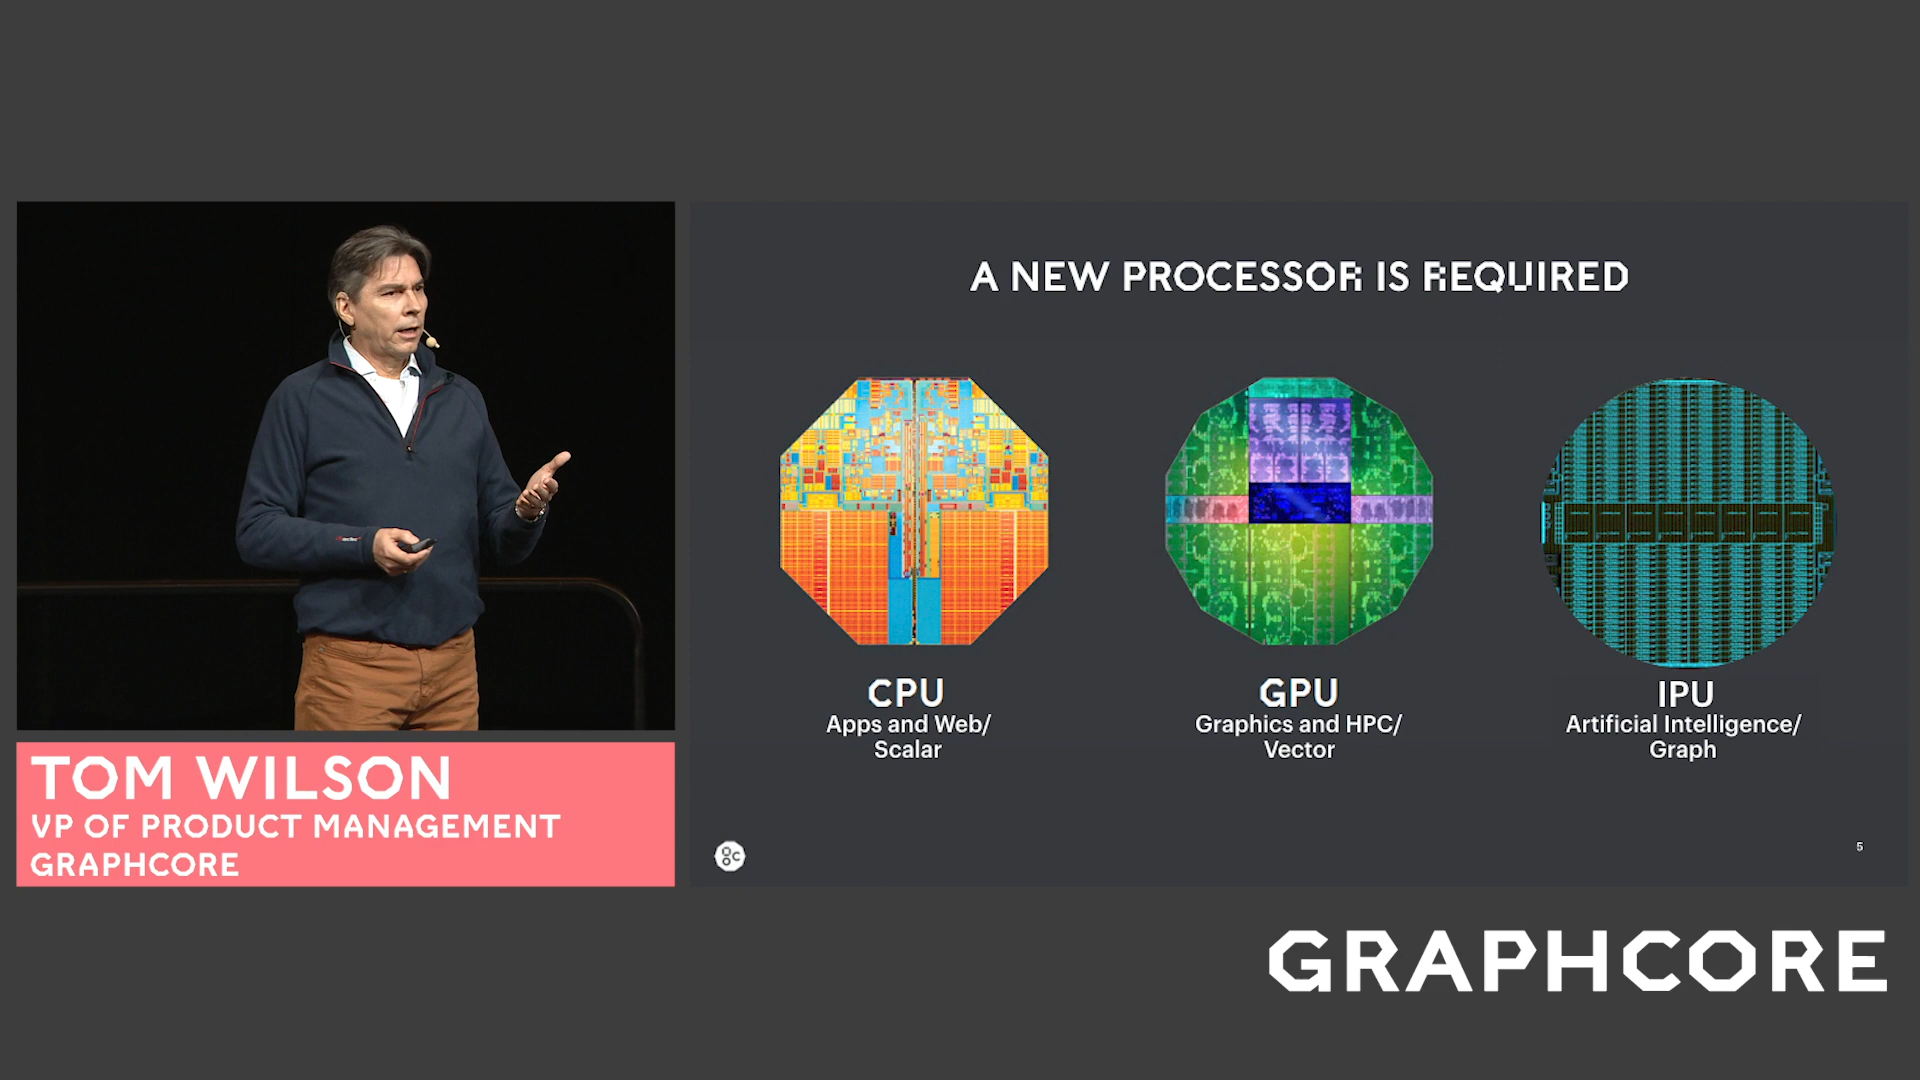 A NEW PROCESSOR IS REQUIRED
CPU
Apps and Web/
Scalar
GPU
Graphics and HPC/
Vector
IPU
Artificial Intelligence/
Graph
5
TOM WILSON
VP OF PRODUCT MANAGEMENT
GRAPHCORE
GRAPHCORE